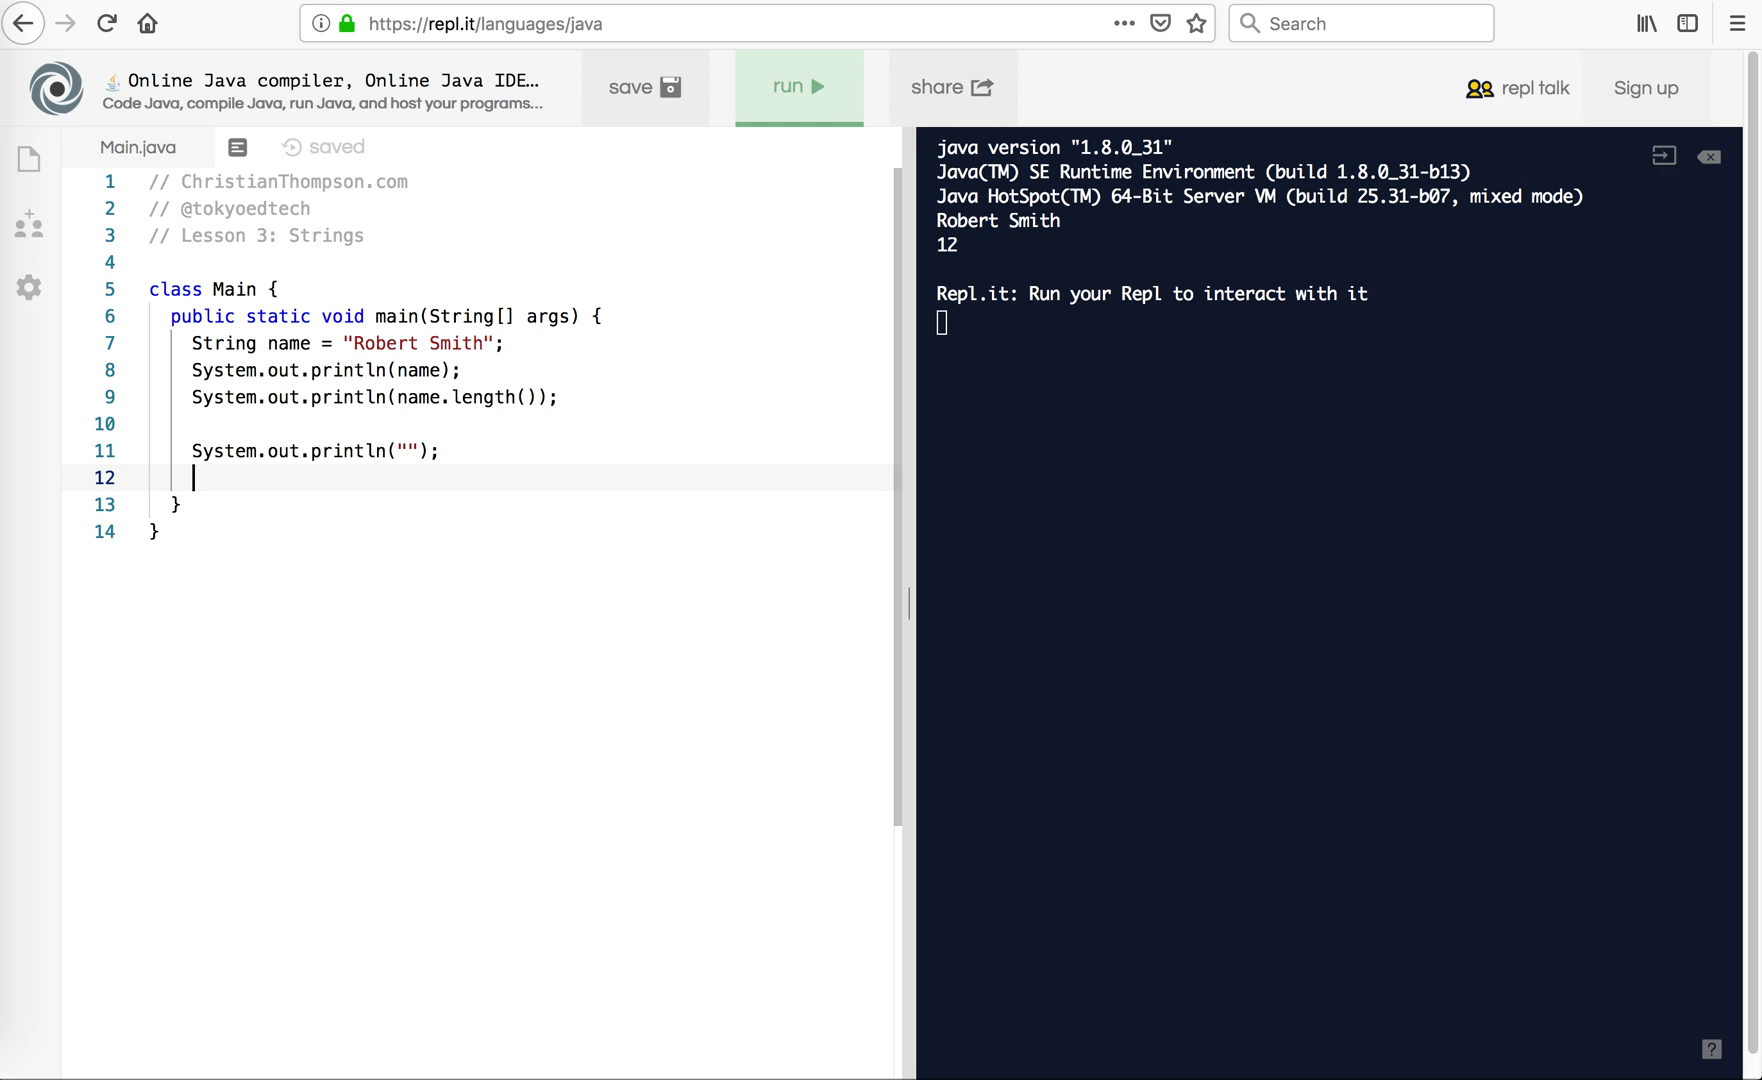 https://repl.it/languages/java
Search
Online Java compiler, Online Java IDE...
Code Java, compile Java, run Java, and host your programs...
save
run
share
repl talk
Sign up
Main.java
saved
1 // ChristianThompson.com
2 // @tokyoedtech
3 // Lesson 3: Strings
4
5 class Main {
6 public static void main(String[] args) {
7 String name = "Robert Smith";
8 System.out.println(name);
9 System.out.println(name.length());
10
11 System.out.println("");
12
13 }
14 }
java version "1.8.0_31"
Java(TM) SE Runtime Environment (build 1.8.0_31-b13)
Java HotSpot(TM) 64-Bit Server VM (build 25.31-b07, mixed mode)
Robert Smith
12
Repl.it: Run your Repl to interact with it
?